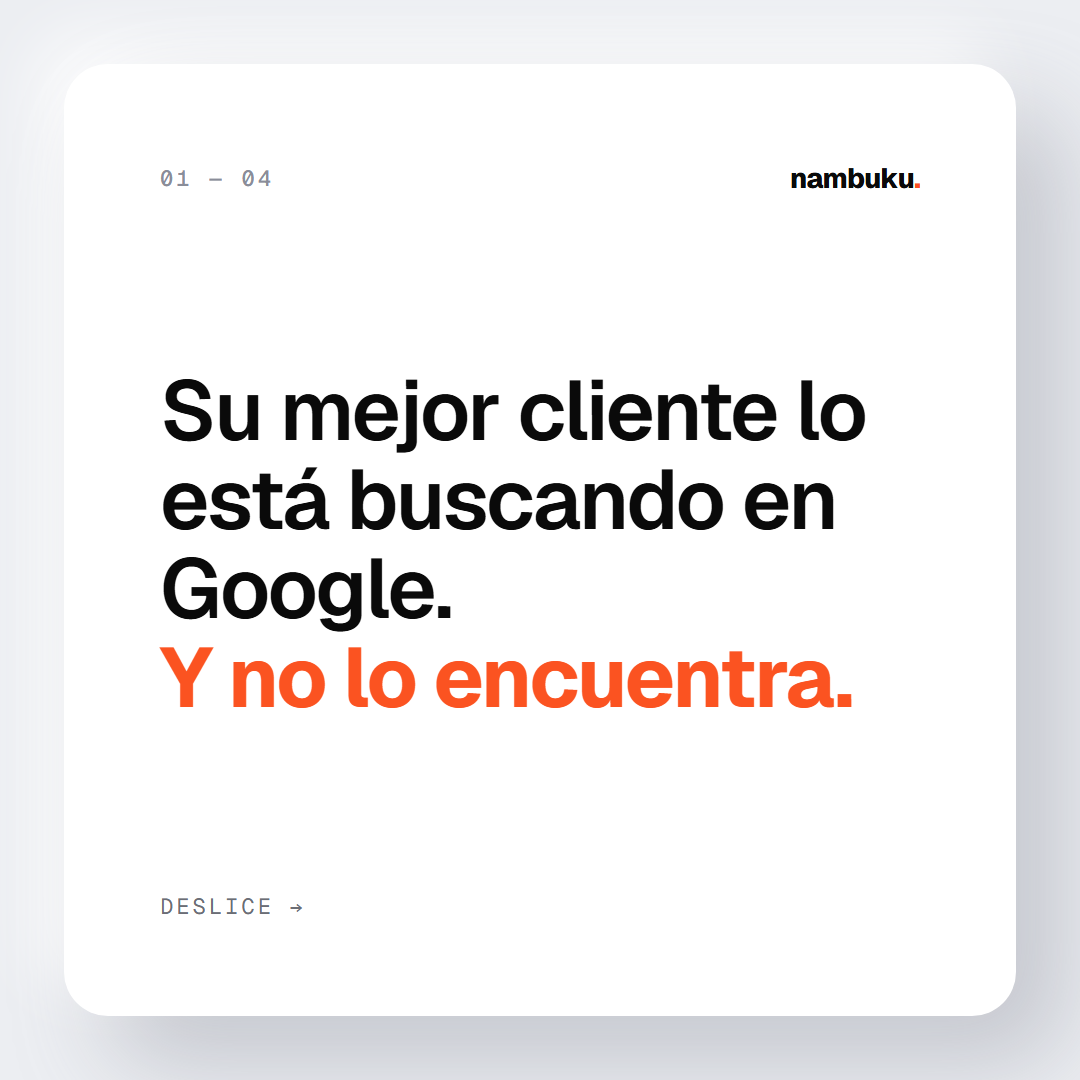 01 — 04
nambuku.
Su mejor cliente lo
está buscando en
Google.
Y no lo encuentra.
DESLICE →